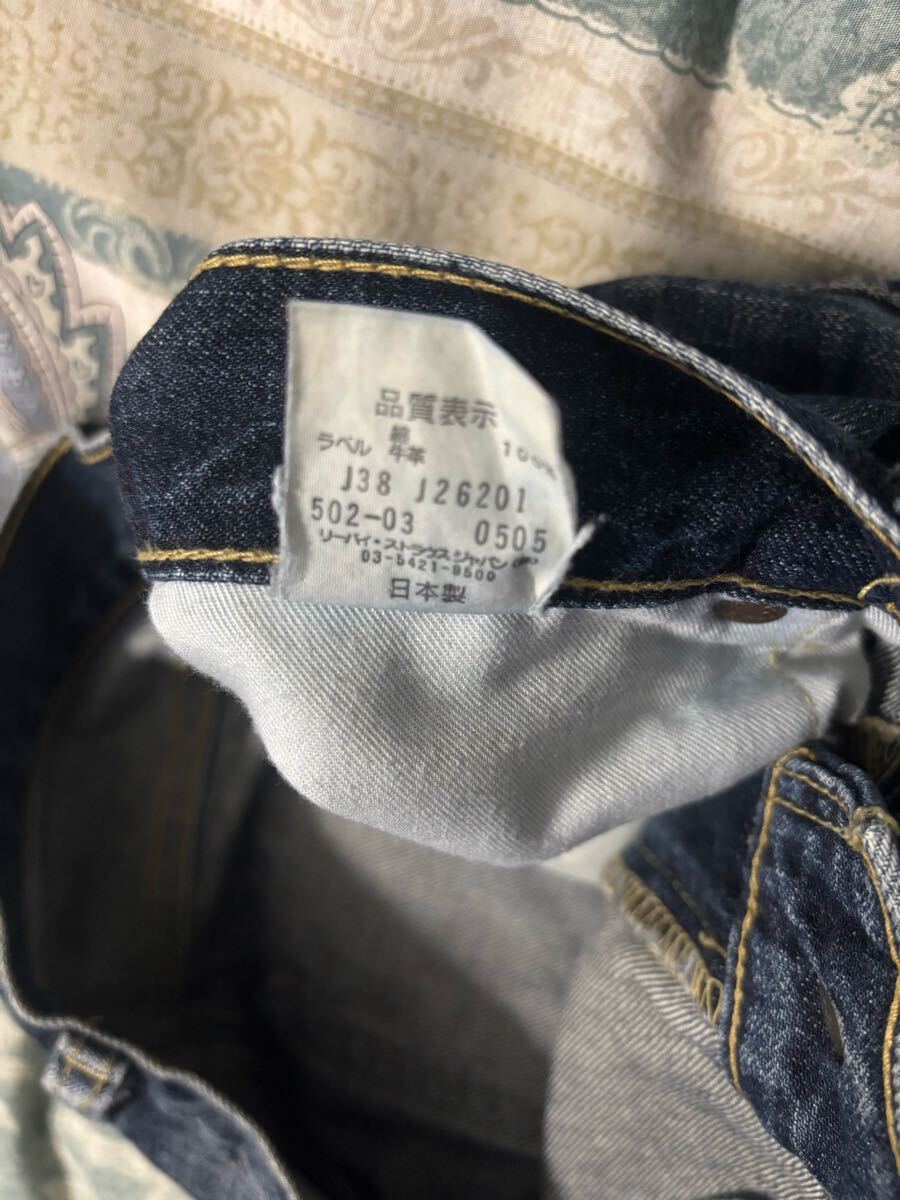 品質表示
綿 100%
ラベル 牛革
J38 J26201
502-03 0505
リーバイ・ストラウス ジャパン(株)
03-5421-9500
日本製